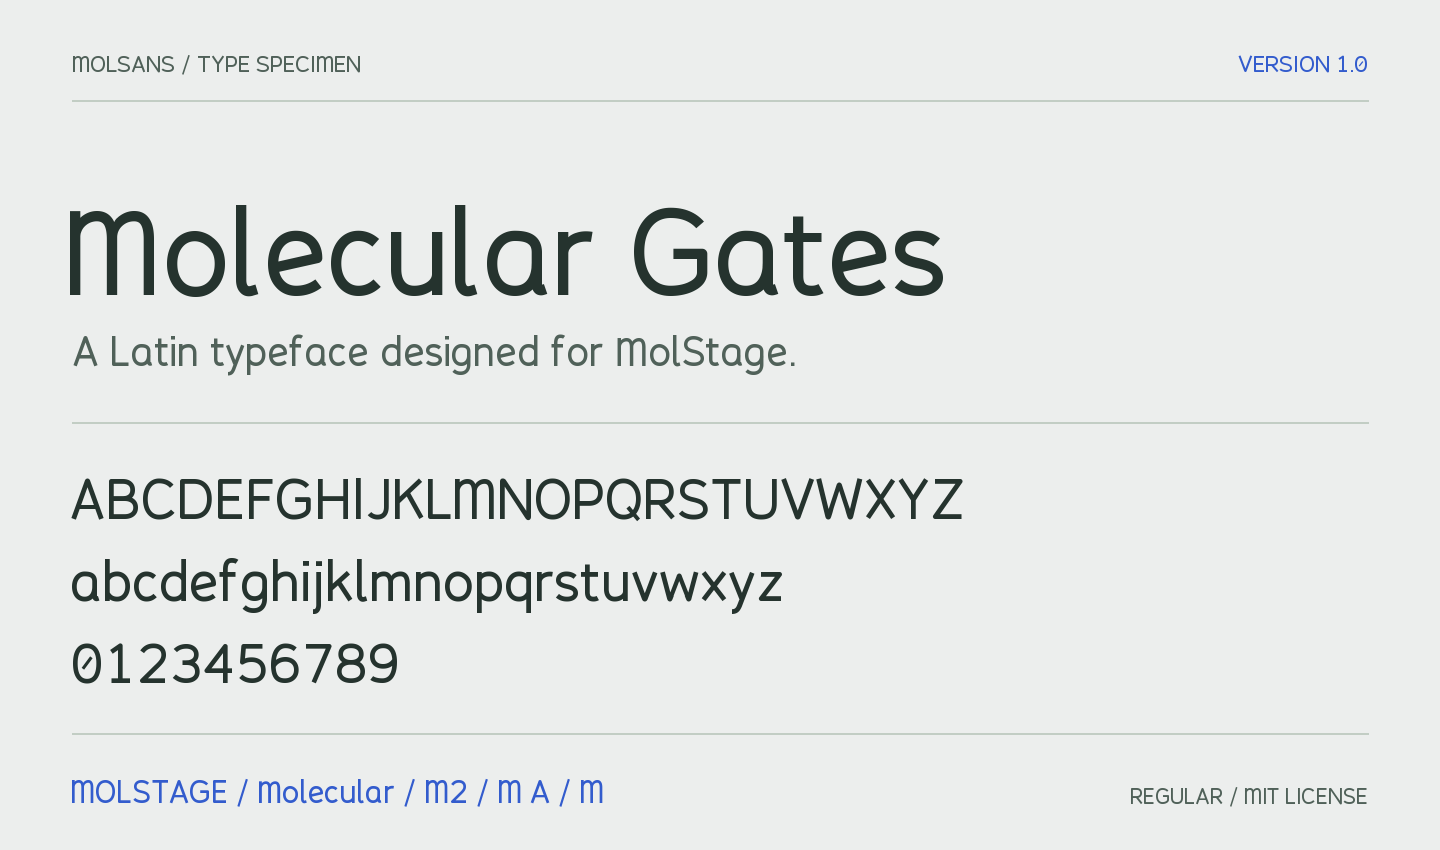 MOLSANS / TYPE SPECIMEN
VERSION 1.0
Molecular Gates
A Latin typeface designed for MolStage.
ABCDEFGHIJKLMNOPQRSTUVWXYZ
abcdefghijklmnopqrstuvwxyz
0123456789
MOLSTAGE / Molecular / M2 / M A / M
REGULAR / MIT LICENSE